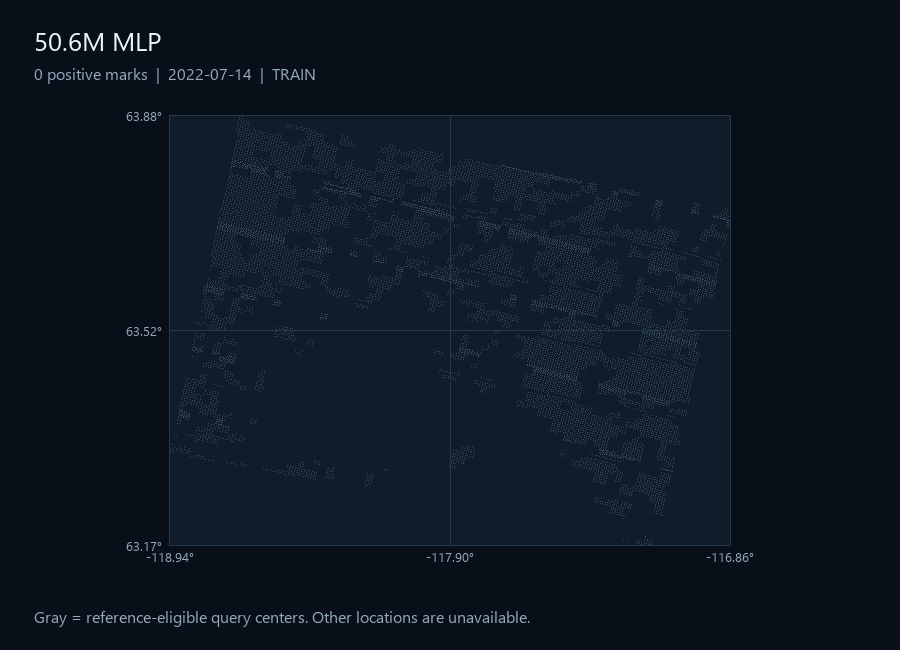 50.6M MLP
0 positive marks | 2022-07-14 | TRAIN
63.88°
63.52°
63.17°
-118.94° -117.90° -116.86°
Gray = reference-eligible query centers. Other locations are unavailable.